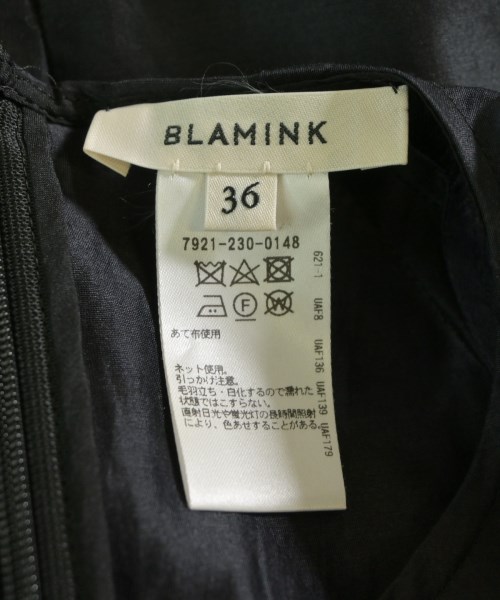 BLAMINK
36
7921-230-0148
F
W
あて布使用
ネット使用。
引っかけ注意。
毛羽立ち・白化するので濡れた
状態ではこすらない。
直射日光や蛍光灯の長時間照射
により、色あせすることがある。
621-1 UAF8 UAF136 UAF139 UAF179